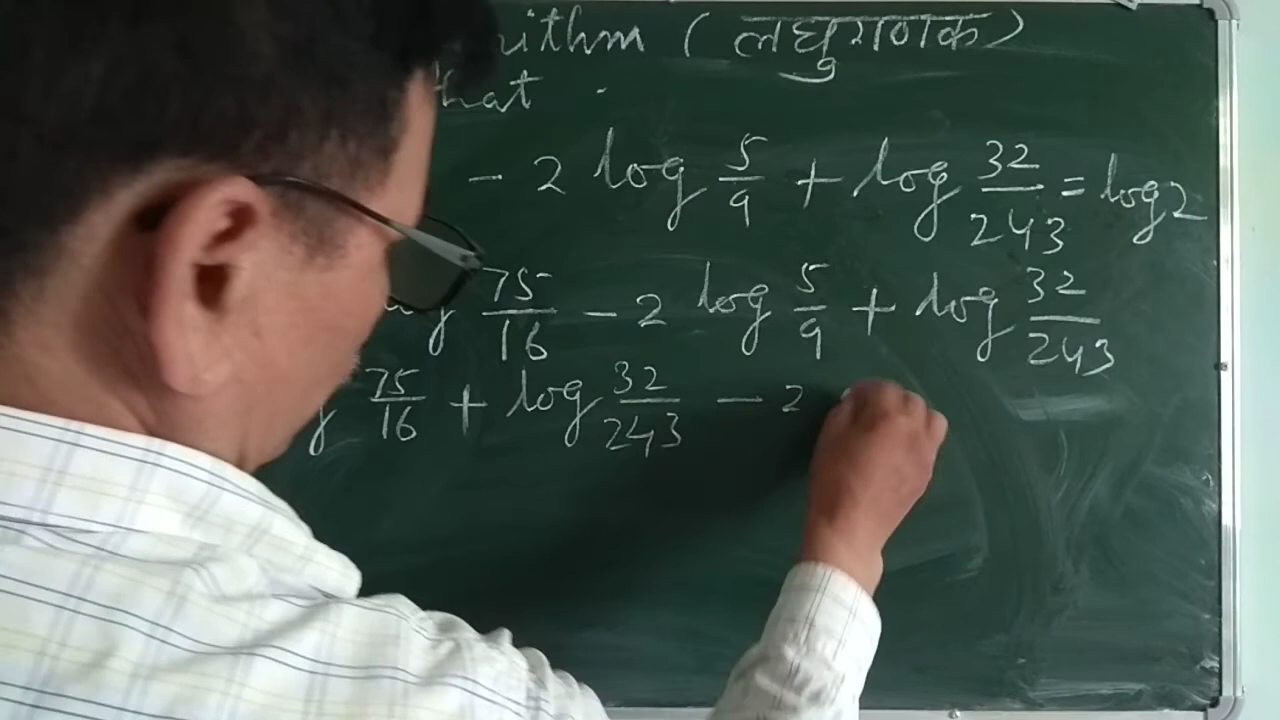 rithm (लघुगणक)
that
- 2 log 5/9 + log 32/243 = log 2
75/16 - 2 log 5/9 + log 32/243
75/16 + log 32/243 - 2